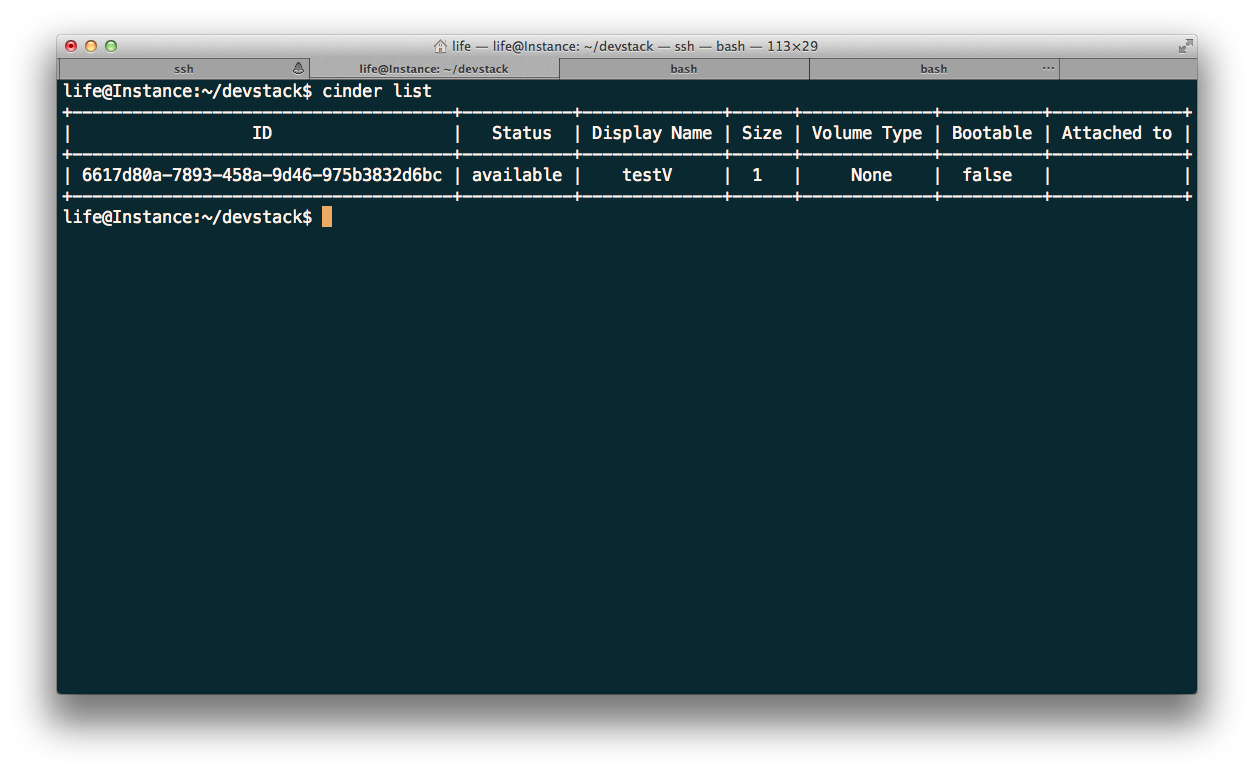 life — life@Instance: ~/devstack — ssh — bash — 113×29
ssh life@Instance: ~/devstack bash bash ...
life@Instance:~/devstack$ cinder list
+--------------------------------------+-----------+--------------+------+-------------+----------+-------------+
| ID | Status | Display Name | Size | Volume Type | Bootable | Attached to |
+--------------------------------------+-----------+--------------+------+-------------+----------+-------------+
| 6617d80a-7893-458a-9d46-975b3832d6bc | available | testV | 1 | None | false | |
+--------------------------------------+-----------+--------------+------+-------------+----------+-------------+
life@Instance:~/devstack$